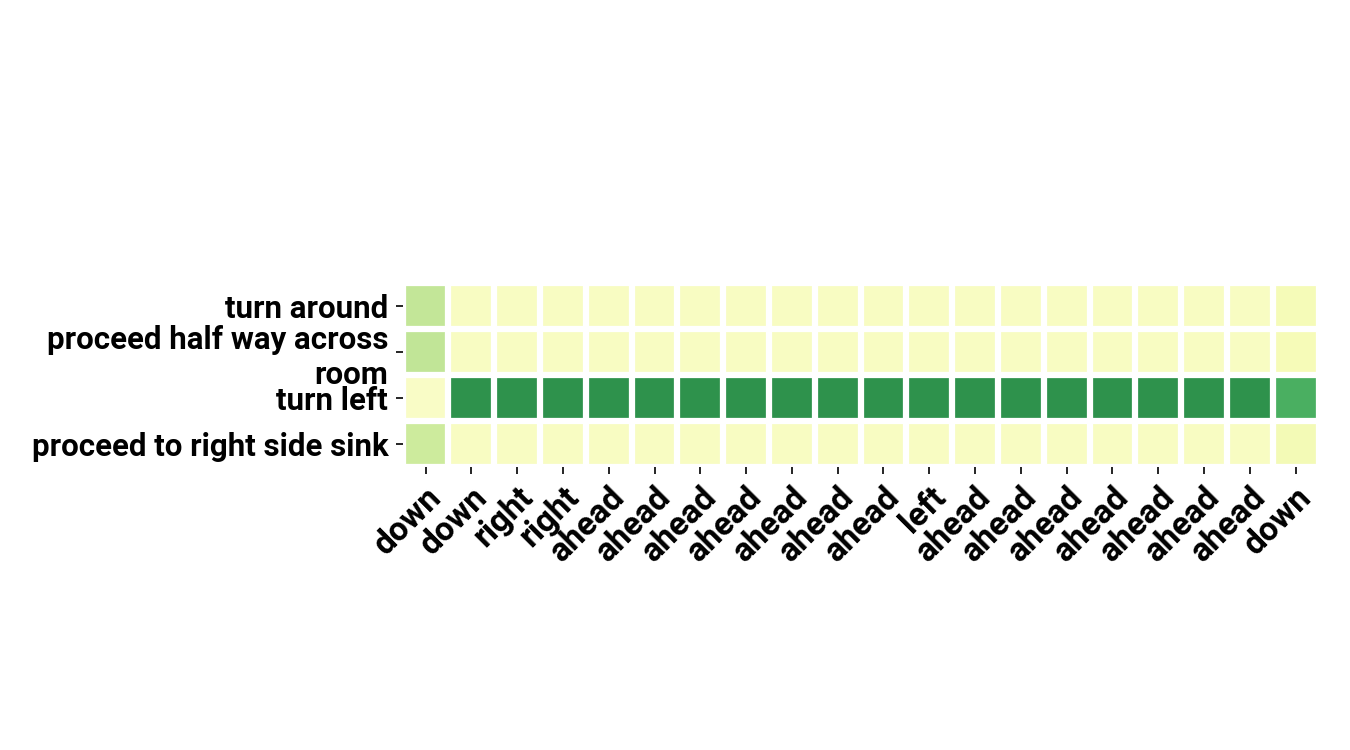 turn around
proceed half way across
room
turn left
proceed to right side sink
down
down
right
right
ahead
ahead
ahead
ahead
ahead
ahead
ahead
left
ahead
ahead
ahead
ahead
ahead
ahead
ahead
down